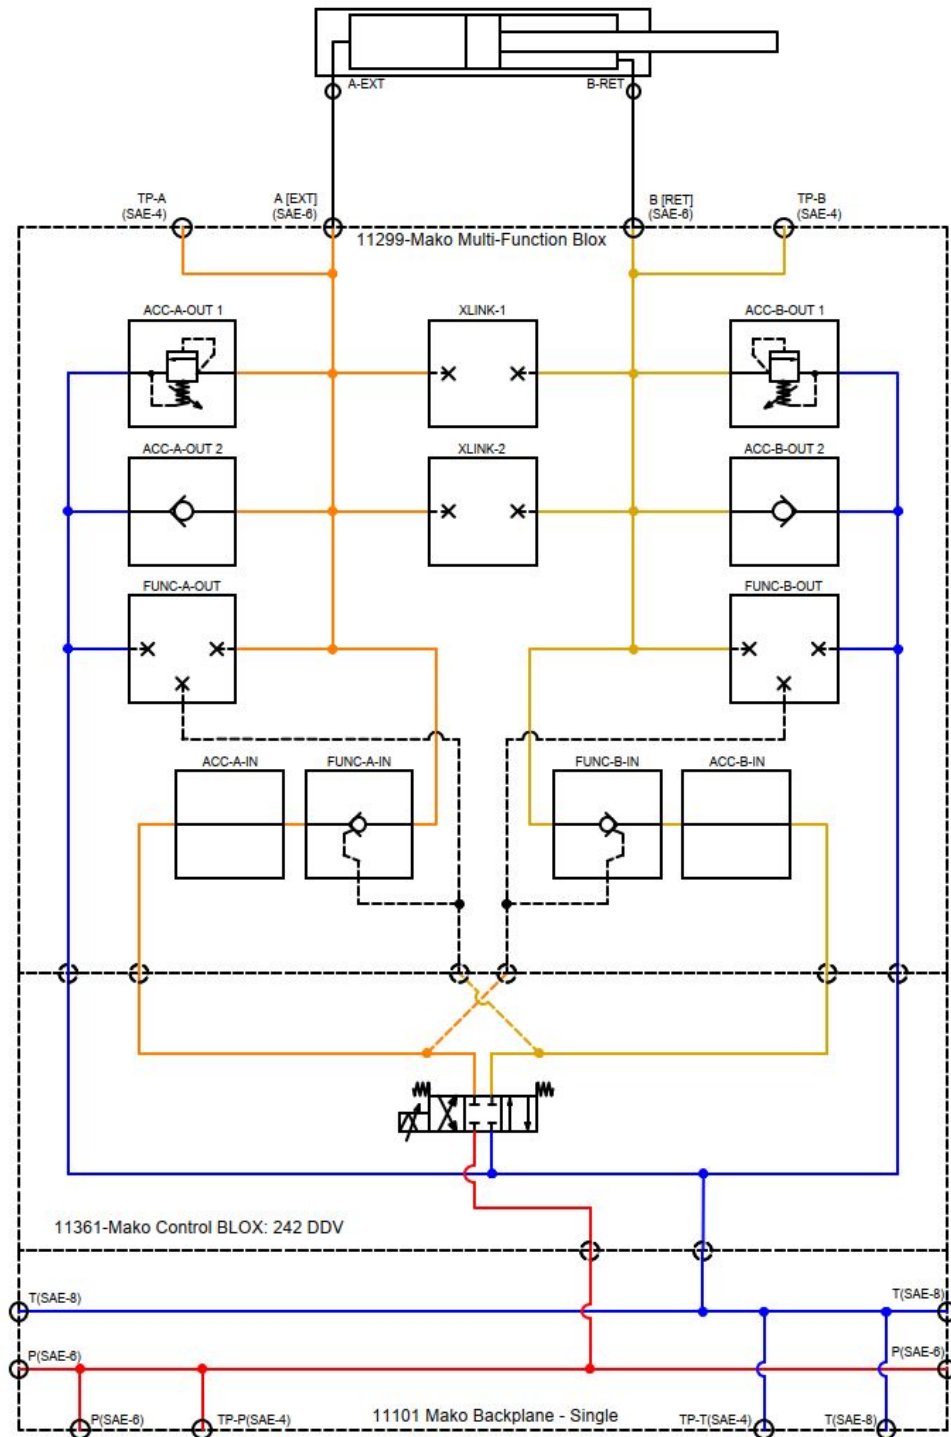 A-EXT
B-RET
TP-A
(SAE-4)
A [EXT]
(SAE-6)
B [RET]
(SAE-6)
TP-B
(SAE-4)
11299-Mako Multi-Function Blox
ACC-A-OUT 1
XLINK-1
ACC-B-OUT 1
ACC-A-OUT 2
XLINK-2
ACC-B-OUT 2
FUNC-A-OUT
FUNC-B-OUT
ACC-A-IN
FUNC-A-IN
FUNC-B-IN
ACC-B-IN
11361-Mako Control BLOX: 242 DDV
T(SAE-8)
T(SAE-8)
P(SAE-6)
P(SAE-6)
P(SAE-6)
TP-P(SAE-4)
11101 Mako Backplane - Single
TP-T(SAE-4)
T(SAE-8)